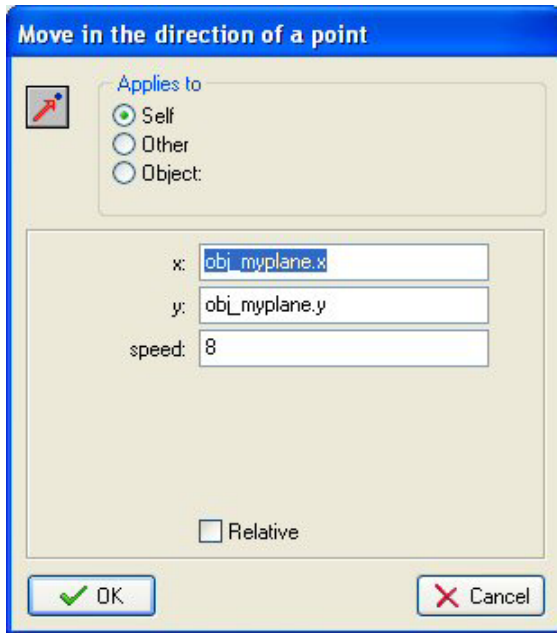 Move in the direction of a point
Applies to
Self
Other
Object:
x: obj_myplane.x
y: obj_myplane.y
speed: 8
Relative
OK
Cancel